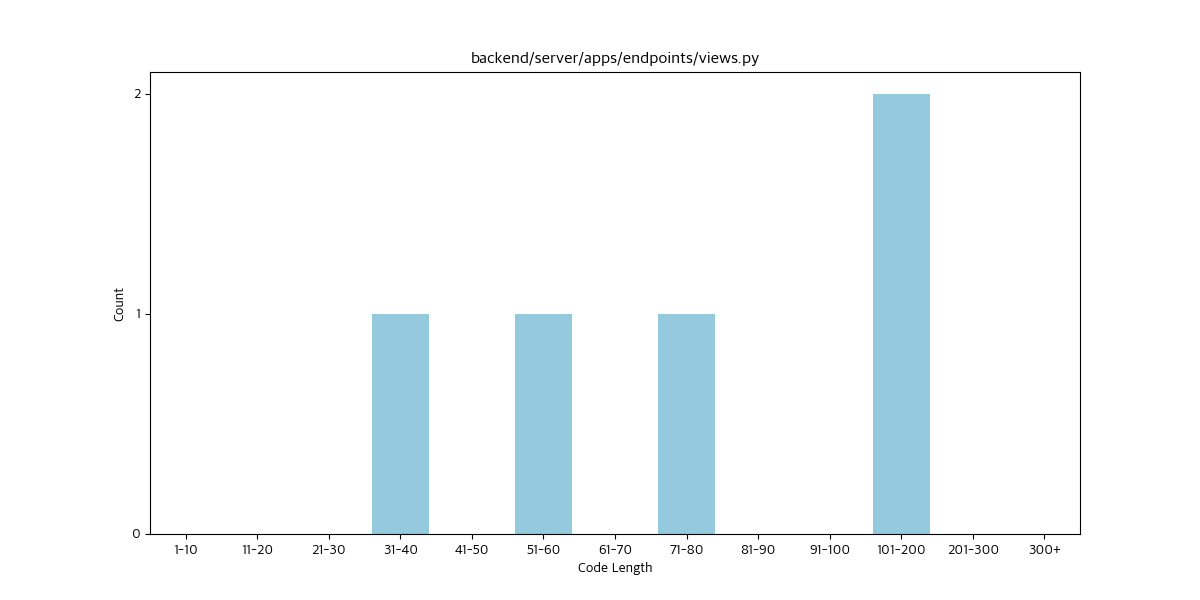 backend/server/apps/endpoints/views.py
2
1
0
Count
1-10 11-20 21-30 31-40 41-50 51-60 61-70 71-80 81-90 91-100 101-200 201-300 300+
Code Length